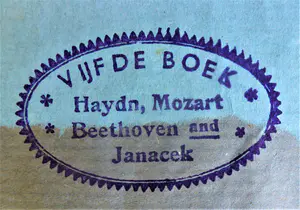 VIJFDE BOEK
Haydn, Mozart
Beethoven and
Janacek